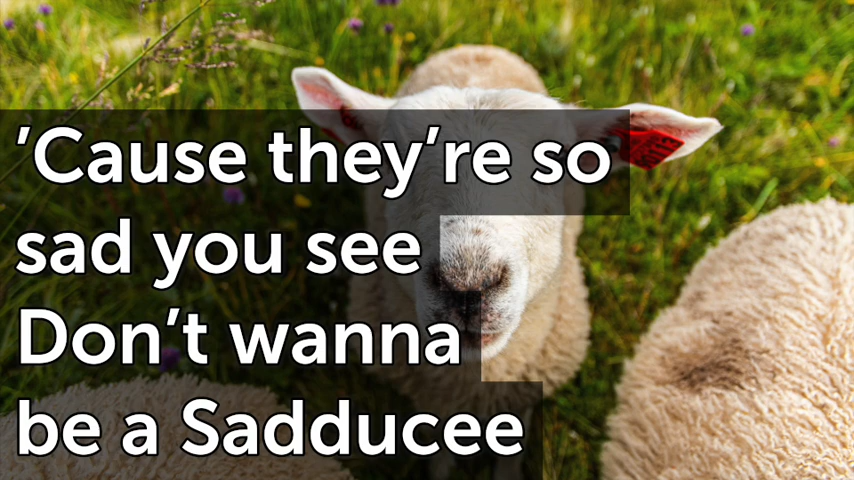 ’Cause they’re so
sad you see
Don’t wanna
be a Sadducee